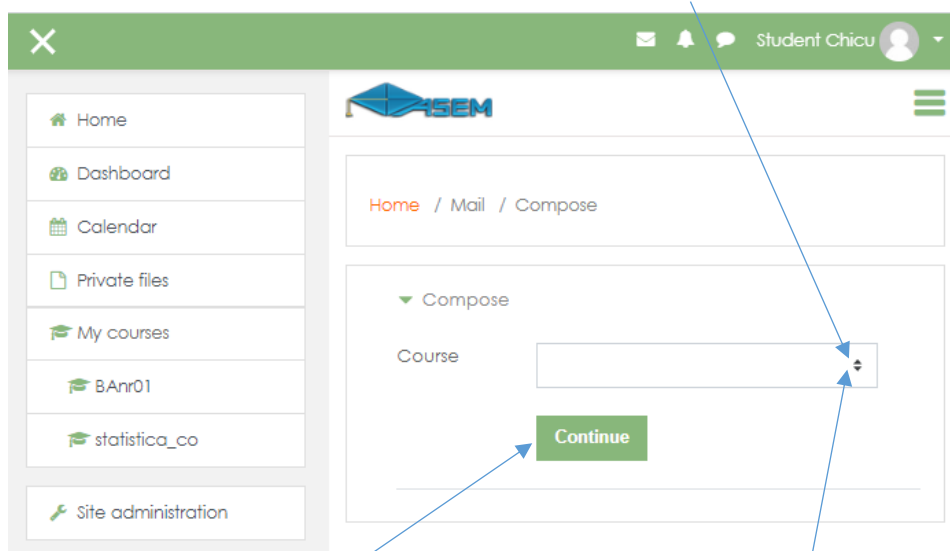 Student Chicu
ASEM
Home
Dashboard
Calendar
Private files
My courses
BAnr01
statistica_co
Site administration
Home / Mail / Compose
Compose
Course
Continue